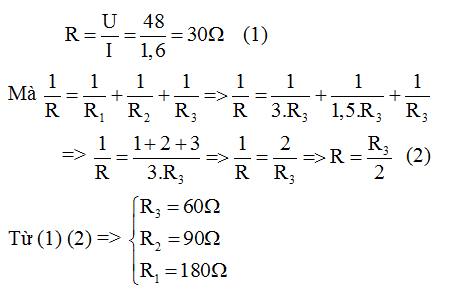 R = U/I = 48/1,6 = 30Ω (1)
Mà 1/R = 1/R₁ + 1/R₂ + 1/R₃ => 1/R = 1/3.R₃ + 1/1,5.R₃ + 1/R₃
=> 1/R = 1+2+3/3.R₃ => 1/R = 2/R₃ => R = R₃/2 (2)
Từ (1) (2) => { R₃ = 60Ω
R₂ = 90Ω
R₁ = 180Ω